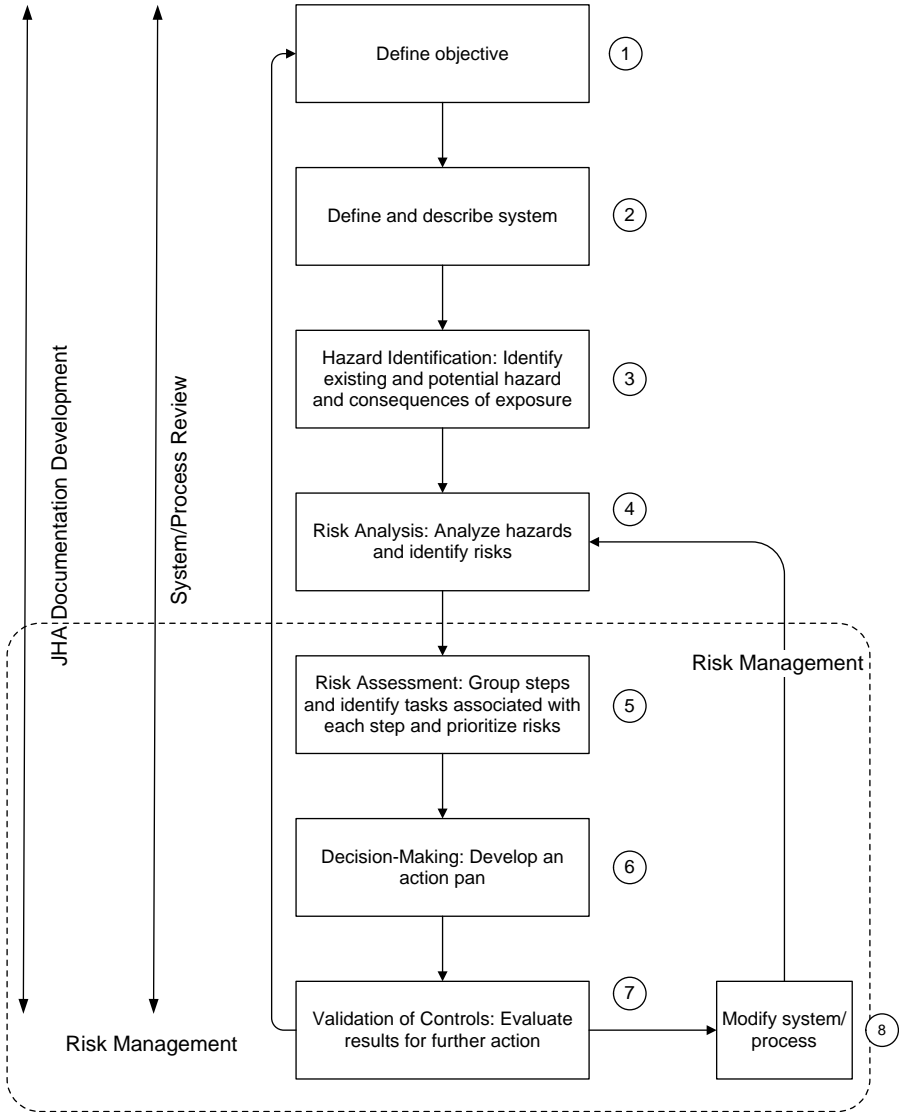 Define objective
1
Define and describe system
2
Hazard Identification: Identify
existing and potential hazard
and consequences of exposure
3
Risk Analysis: Analyze hazards
and identify risks
4
Risk Assessment: Group steps
and identify tasks associated with
each step and prioritize risks
5
Decision-Making: Develop an
action pan
6
Validation of Controls: Evaluate
results for further action
7
Modify system/
process
8
JHA Documentation Development
System/Process Review
Risk Management
Risk Management